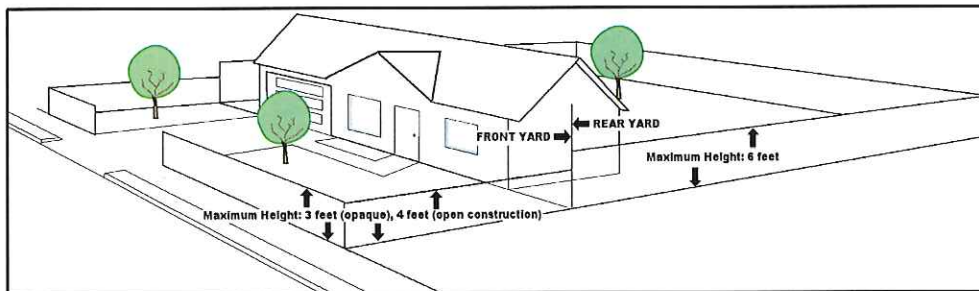 FRONT YARD
REAR YARD
Maximum Height: 6 feet
Maximum Height: 3 feet (opaque), 4 feet (open construction)